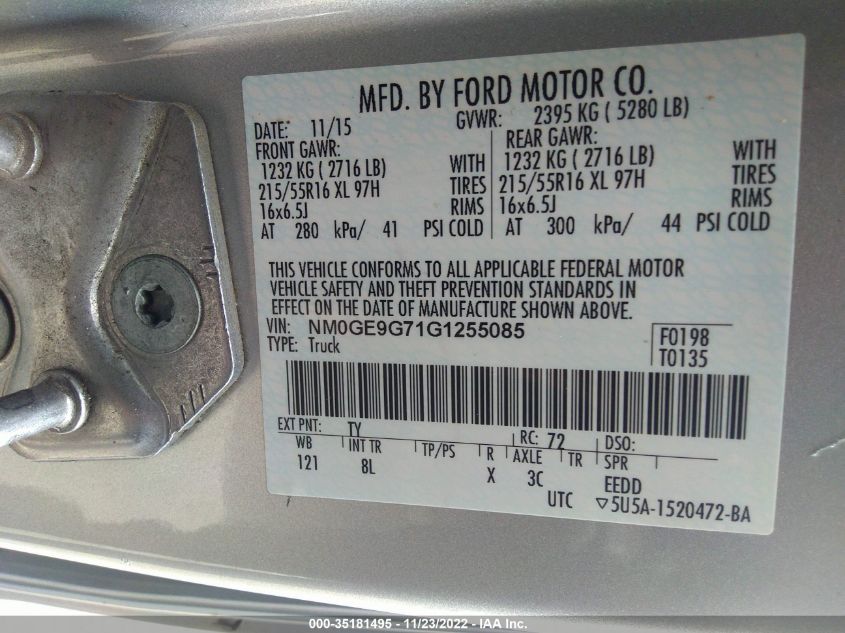 MFD. BY FORD MOTOR CO.
DATE: 11/15 GVWR: 2395 KG ( 5280 LB)
FRONT GAWR: REAR GAWR:
1232 KG ( 2716 LB) WITH 1232 KG ( 2716 LB) WITH
215/55R16 XL 97H TIRES 215/55R16 XL 97H TIRES
16x6.5J RIMS 16x6.5J RIMS
AT 280 kPa/ 41 PSI COLD AT 300 kPa/ 44 PSI COLD
THIS VEHICLE CONFORMS TO ALL APPLICABLE FEDERAL MOTOR
VEHICLE SAFETY AND THEFT PREVENTION STANDARDS IN
EFFECT ON THE DATE OF MANUFACTURE SHOWN ABOVE.
VIN: NM0GE9G71G1255085 F0198
TYPE: Truck T0135
EXT PNT: TY RC: 72 DSO:
WB INT TR TP/PS R AXLE TR SPR
121 8L X 3C EEDD
UTC ▽5U5A-1520472-BA
000-35181495 - 11/23/2022 - IAA Inc.